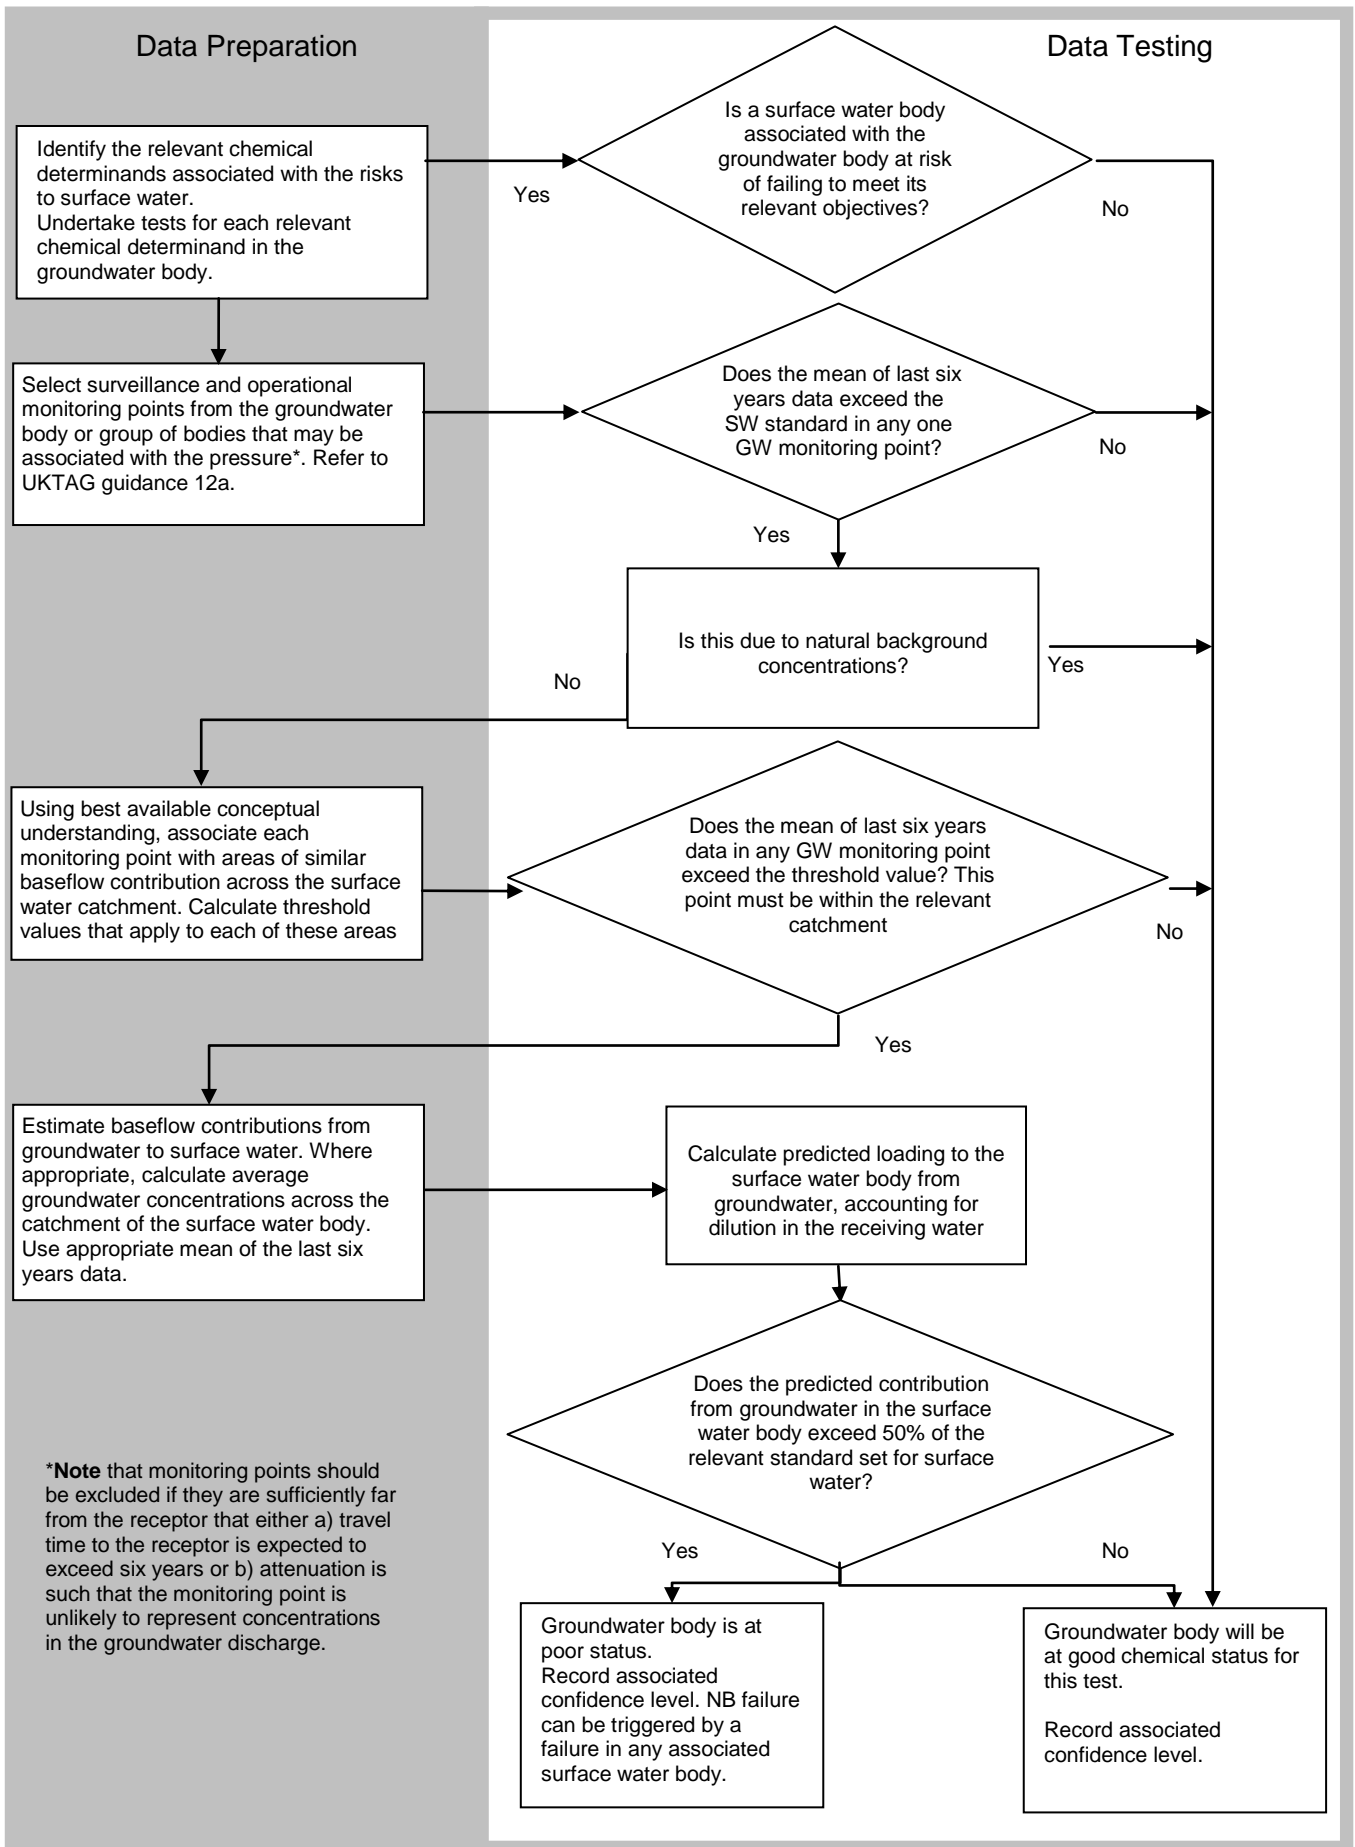 Data Preparation
Data Testing
Identify the relevant chemical
determinands associated with the risks
to surface water.
Undertake tests for each relevant
chemical determinand in the
groundwater body.
Yes
Is a surface water body
associated with the
groundwater body at risk
of failing to meet its
relevant objectives?
No
Select surveillance and operational
monitoring points from the groundwater
body or group of bodies that may be
associated with the pressure*. Refer to
UKTAG guidance 12a.
Does the mean of last six
years data exceed the
SW standard in any one
GW monitoring point?
No
Yes
Is this due to natural background
concentrations?
Yes
No
Using best available conceptual
understanding, associate each
monitoring point with areas of similar
baseflow contribution across the surface
water catchment. Calculate threshold
values that apply to each of these areas
Does the mean of last six years
data in any GW monitoring point
exceed the threshold value? This
point must be within the relevant
catchment
No
Yes
Estimate baseflow contributions from
groundwater to surface water. Where
appropriate, calculate average
groundwater concentrations across the
catchment of the surface water body.
Use appropriate mean of the last six
years data.
Calculate predicted loading to the
surface water body from
groundwater, accounting for
dilution in the receiving water
Does the predicted contribution
from groundwater in the surface
water body exceed 50% of the
relevant standard set for surface
water?
*Note that monitoring points should
be excluded if they are sufficiently far
from the receptor that either a) travel
time to the receptor is expected to
exceed six years or b) attenuation is
such that the monitoring point is
unlikely to represent concentrations
in the groundwater discharge.
Yes
No
Groundwater body is at
poor status.
Record associated
confidence level. NB failure
can be triggered by a
failure in any associated
surface water body.
Groundwater body will be
at good chemical status for
this test.
Record associated
confidence level.